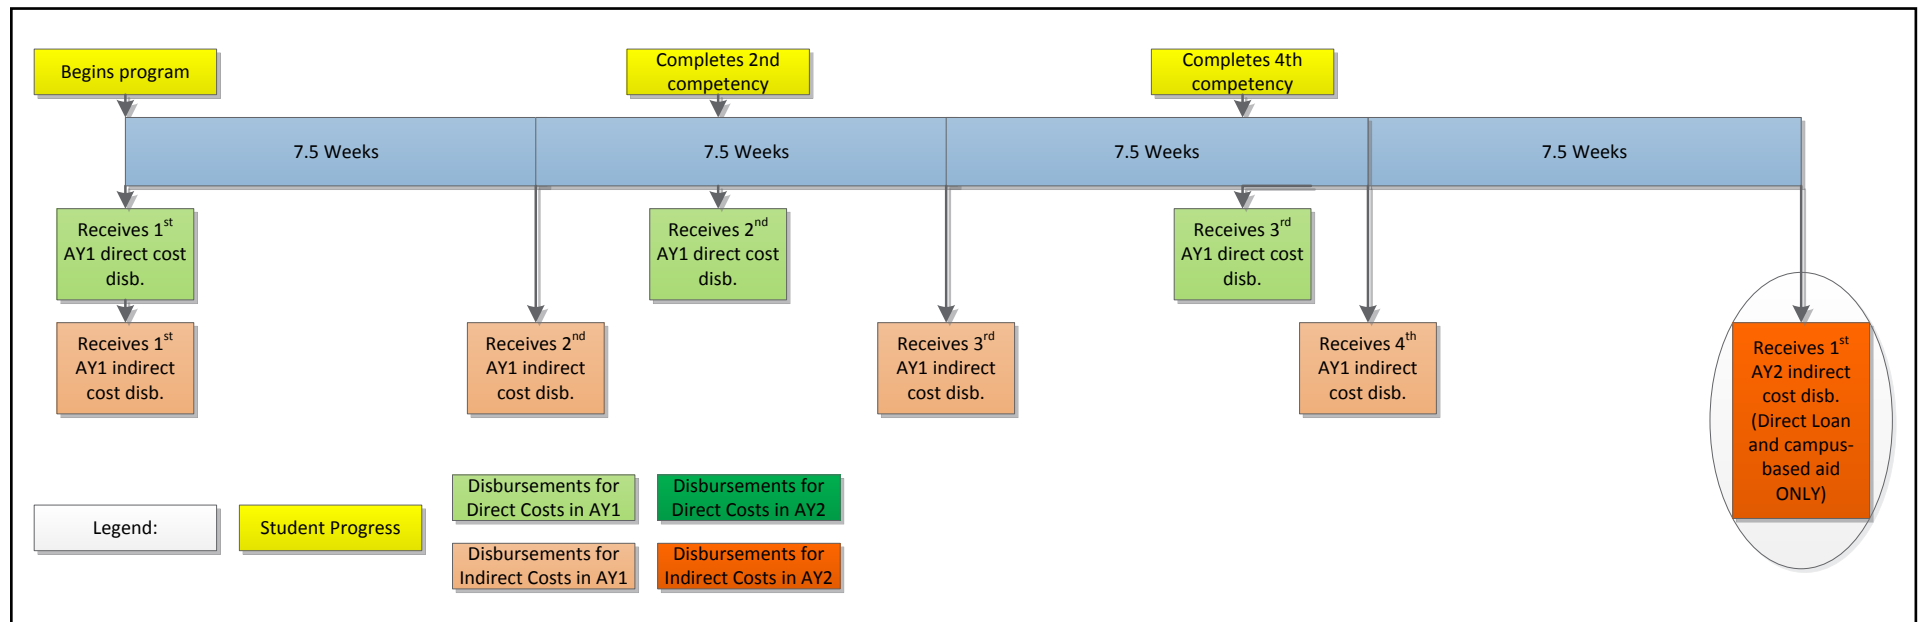 Begins program
Completes 2nd
competency
Completes 4th
competency
7.5 Weeks
7.5 Weeks
7.5 Weeks
7.5 Weeks
Receives 1st
AY1 direct cost
disb.
Receives 2nd
AY1 direct cost
disb.
Receives 3rd
AY1 direct cost
disb.
Receives 1st
AY1 indirect
cost disb.
Receives 2nd
AY1 indirect
cost disb.
Receives 3rd
AY1 indirect
cost disb.
Receives 4th
AY1 indirect
cost disb.
Receives 1st
AY2 indirect
cost disb.
(Direct Loan
and campus-
based aid
ONLY)
Legend:
Student Progress
Disbursements for
Direct Costs in AY1
Disbursements for
Direct Costs in AY2
Disbursements for
Indirect Costs in AY1
Disbursements for
Indirect Costs in AY2